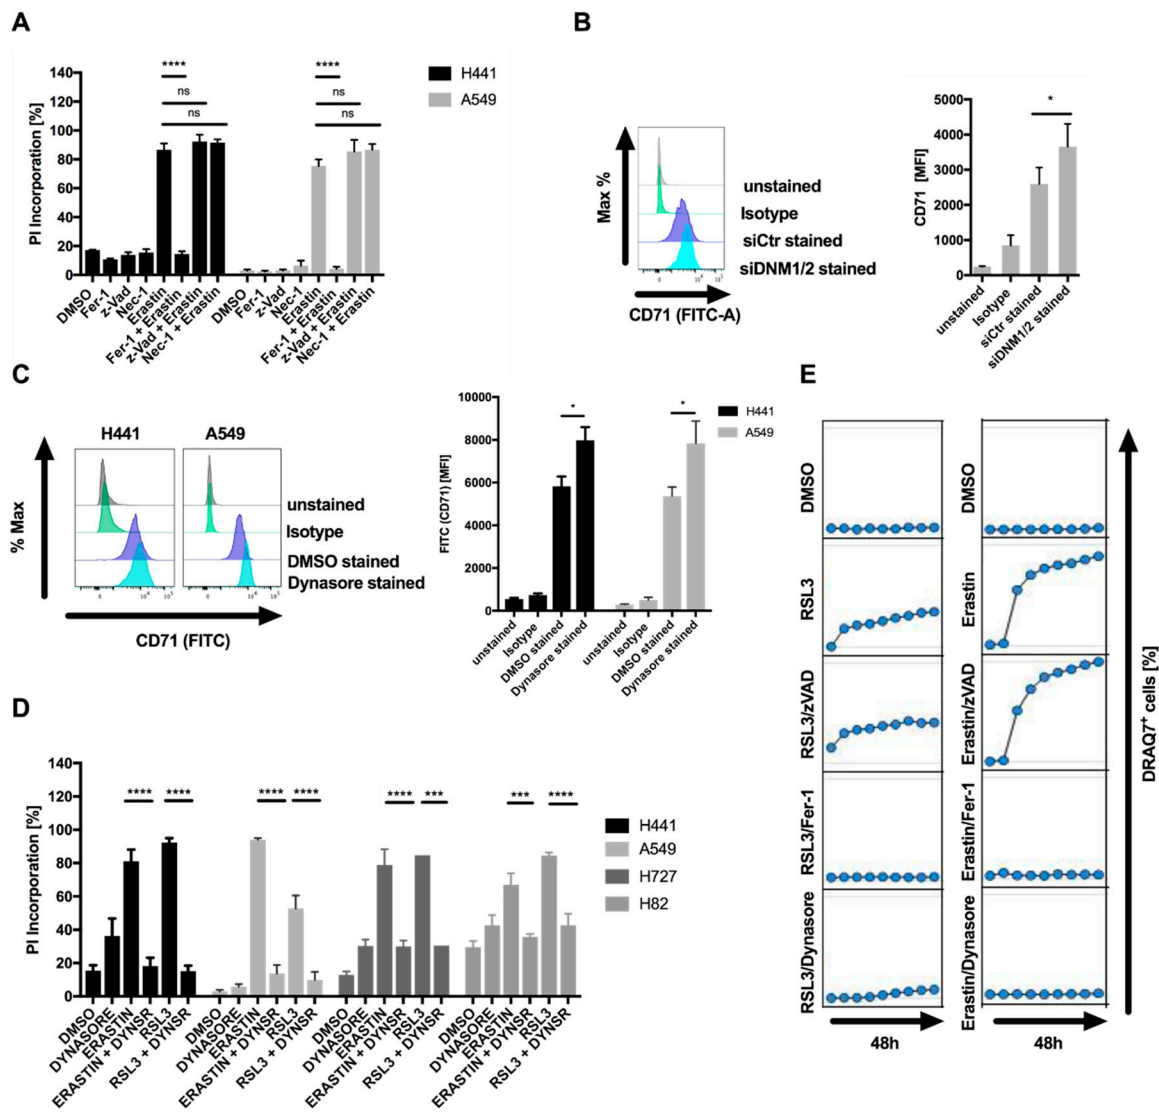 A
140
120
100
80
60
40
20
0
PI Incorporation [%]
****
ns
ns
****
ns
ns
H441
A549
DMSO
Fer-1
z-Vad
Nec-1
Erastin
Fer-1 + Erastin
z-Vad + Erastin
Nec-1 + Erastin
DMSO
Fer-1
z-Vad
Nec-1
Erastin
Fer-1 + Erastin
z-Vad + Erastin
Nec-1 + Erastin
B
Max %
unstained
Isotype
siCtr stained
siDNM1/2 stained
0
10⁴
10⁵
CD71 (FITC-A)
5000
4000
3000
2000
1000
0
CD71 [MFI]
*
unstained
Isotype
siCtr stained
siDNM1/2 stained
C
H441
A549
% Max
unstained
Isotype
DMSO stained
Dynasore stained
0
10⁴
10⁵
0
10⁴
10⁵
CD71 (FITC)
10000
8000
6000
4000
2000
0
FITC (CD71) [MFI]
*
*
H441
A549
unstained
Isotype
DMSO stained
Dynasore stained
unstained
Isotype
DMSO stained
Dynasore stained
D
140
120
100
80
60
40
20
0
PI Incorporation [%]
****
****
****
****
****
***
***
****
H441
A549
H727
H82
DMSO
DYNASORE
ERASTIN
ERASTIN + DYNSR
RSL3
RSL3 + DYNSR
DMSO
DYNASORE
ERASTIN
ERASTIN + DYNSR
RSL3
RSL3 + DYNSR
DMSO
DYNASORE
ERASTIN
ERASTIN + DYNSR
RSL3
RSL3 + DYNSR
DMSO
DYNASORE
ERASTIN
ERASTIN + DYNSR
RSL3
RSL3 + DYNSR
E
DMSO
RSL3
RSL3/zVAD
RSL3/Fer-1
RSL3/Dynasore
DMSO
Erastin
Erastin/zVAD
Erastin/Fer-1
Erastin/Dynasore
DRAQ7⁺ cells [%]
48h
48h